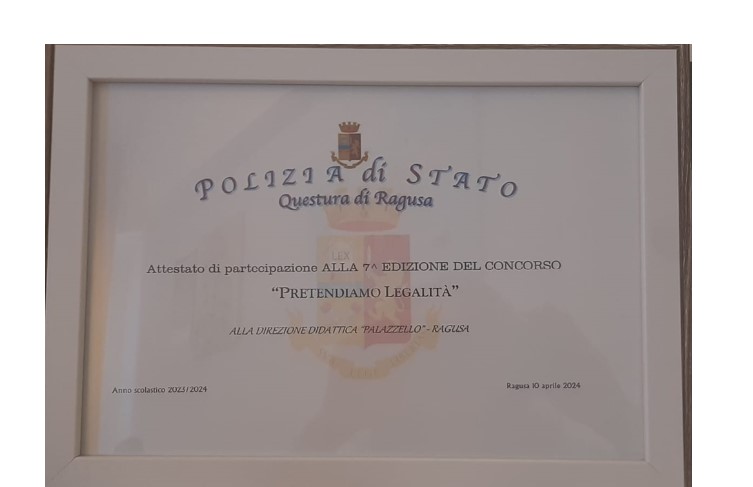 POLIZIA di STATO
Questura di Ragusa
Attestato di partecipazione ALLA 7^ EDIZIONE DEL CONCORSO
“PRETENDIAMO LEGALITÀ”
ALLA DIREZIONE DIDATTICA “PALAZZELLO” - RAGUSA
Anno scolastico 2023/2024
Ragusa 10 aprile 2024
LEX